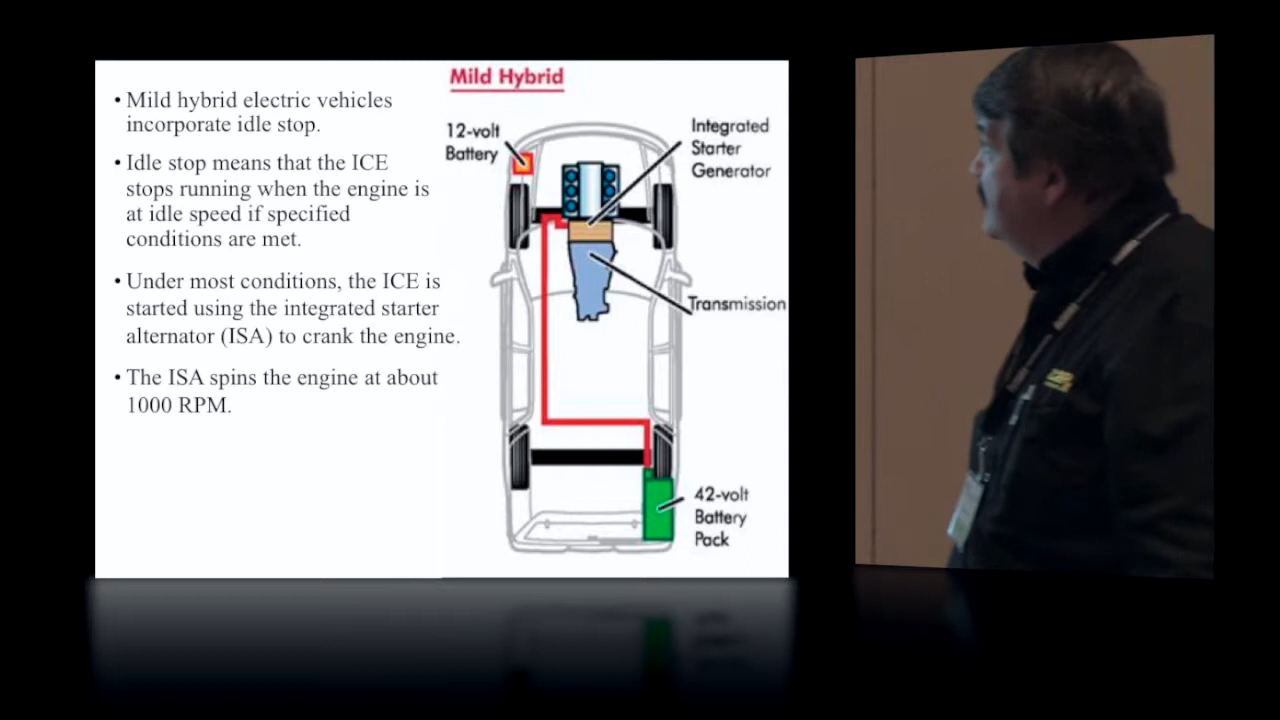 Mild Hybrid
• Mild hybrid electric vehicles
incorporate idle stop.
• Idle stop means that the ICE
stops running when the engine is
at idle speed if specified
conditions are met.
• Under most conditions, the ICE is
started using the integrated starter
alternator (ISA) to crank the engine.
• The ISA spins the engine at about
1000 RPM.
12-volt
Battery
Integrated
Starter
Generator
Transmission
42-volt
Battery
Pack